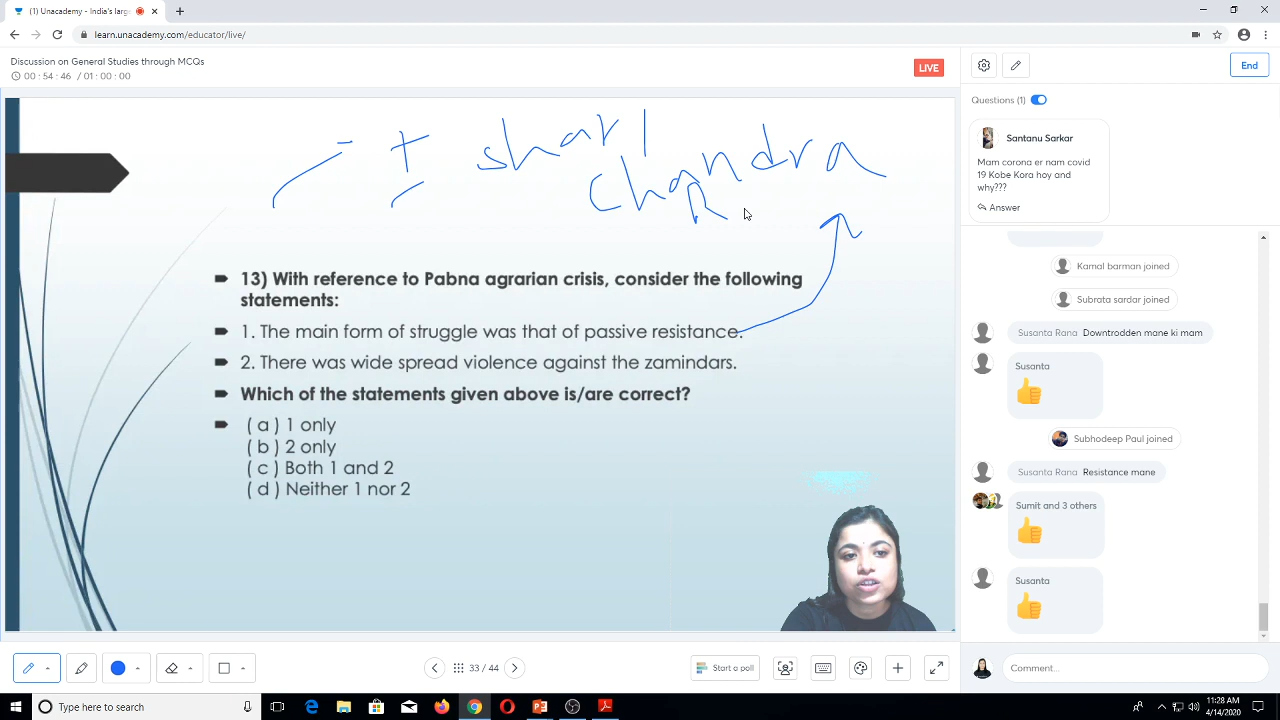 (1) Unacademy - India's larg
learn.unacademy.com/educator/live/
Discussion on General Studies through MCQs
00 : 54 : 46 / 01 : 00 : 00
LIVE
End
Questions (1)
Santanu Sarkar
Mam corona er nam covid
19 Kobe Kora hoy and
why???
Answer
Chandra
13) With reference to Pabna agrarian crisis, consider the following
statements:
1. The main form of struggle was that of passive resistance.
2. There was wide spread violence against the zamindars.
Which of the statements given above is/are correct?
( a ) 1 only
( b ) 2 only
( c ) Both 1 and 2
( d ) Neither 1 nor 2
Kamal barman joined
Subrata sardar joined
Susanta Rana Downtrodden mane ki mam
Susanta
Subhodeep Paul joined
Susanta Rana Resistance mane
Sumit and 3 others
Susanta
33 / 44
Start a poll
Comment...
Type here to search
11:28 AM
4/14/2020